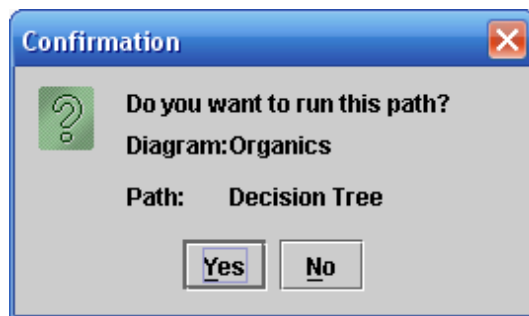 Confirmation
Do you want to run this path?
Diagram:Organics
Path: Decision Tree
Yes No